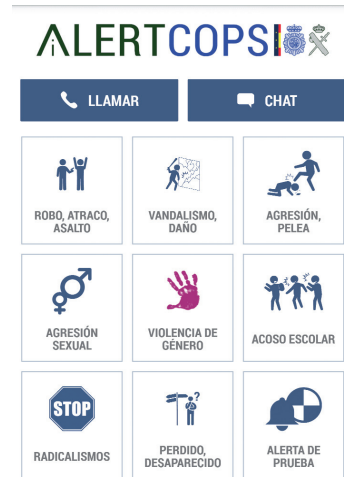 ALERTCOPS
LLAMAR
CHAT
ROBO, ATRACO,
ASALTO
VANDALISMO,
DAÑO
AGRESIÓN,
PELEA
AGRESIÓN
SEXUAL
VIOLENCIA DE
GÉNERO
ACOSO ESCOLAR
STOP
RADICALISMOS
?
PERDIDO,
DESAPARECIDO
ALERTA DE
PRUEBA